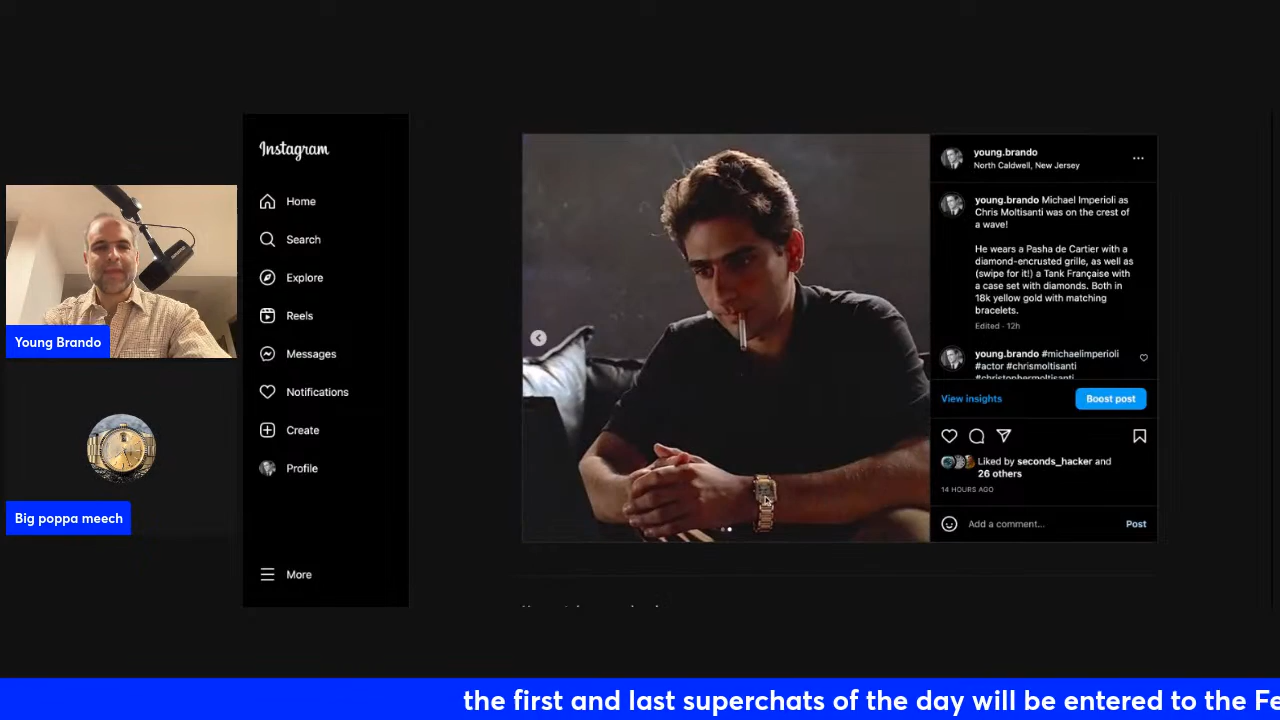 Instagram
Home
Search
Explore
Reels
Messages
Notifications
Create
Profile
More
Young Brando
Big poppa meech
young.brando
North Caldwell, New Jersey
young.brando Michael Imperioli as
Chris Moltisanti was on the crest of
a wave!
He wears a Pasha de Cartier with a
diamond-encrusted grille, as well as
(swipe for it!) a Tank Française with
a case set with diamonds. Both in
18k yellow gold with matching
bracelets.
Edited · 12h
young.brando #michaelimperioli
#actor #chrismoltisanti
#christophermoltisanti
View insights
Boost post
Liked by seconds_hacker and
26 others
14 HOURS AGO
Add a comment...
Post
the first and last superchats of the day will be entered to the Fe